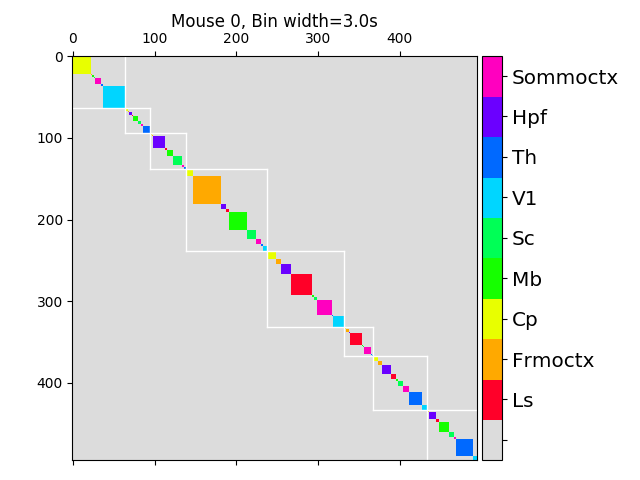 Mouse 0, Bin width=3.0s
0 100 200 300 400
0
100
200
300
400
Sommoctx
Hpf
Th
V1
Sc
Mb
Cp
Frmoctx
Ls